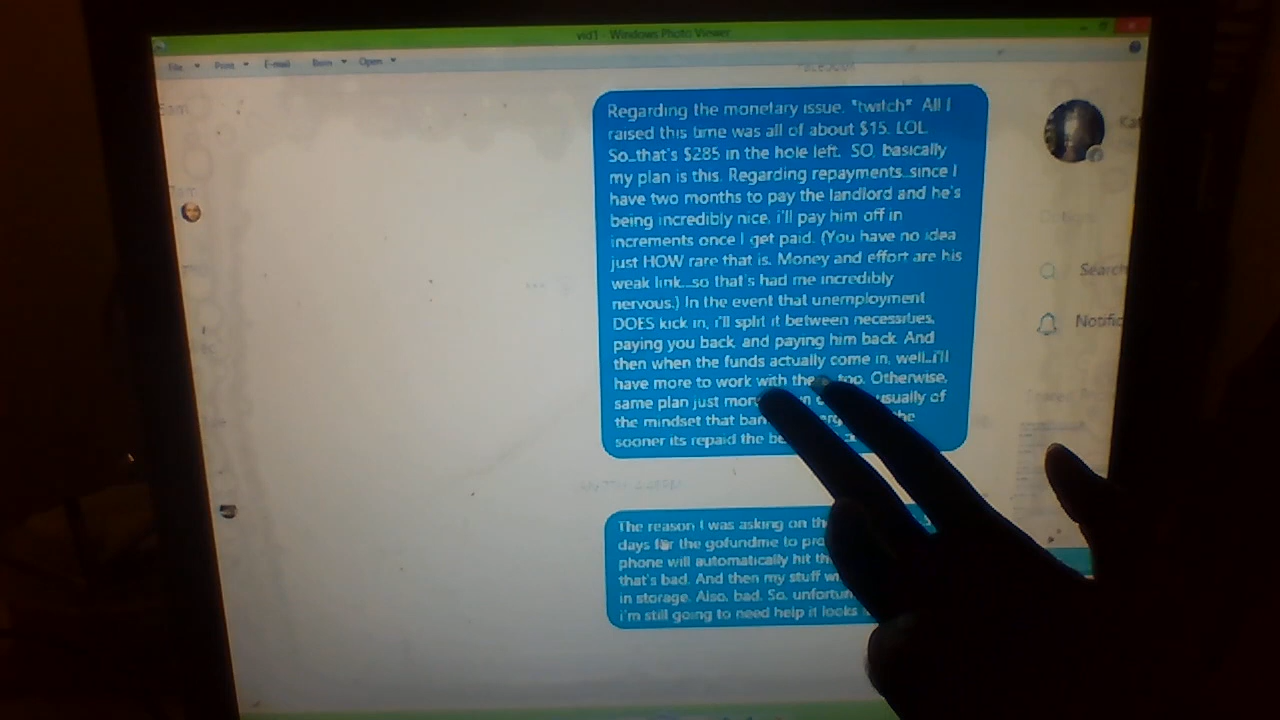 vid1 - Windows Photo Viewer
File Print E-mail Burn Open
Regarding the monetary issue. *twitch* All I
raised this time was all of about $15. LOL.
So..that's $285 in the hole left. SO, basically
my plan is this. Regarding repayments..since I
have two months to pay the landlord and he's
being incredibly nice, i'll pay him off in
increments once I get paid. (You have no idea
just HOW rare that is. Money and effort are his
weak link...so that's had me incredibly
nervous.) In the event that unemployment
DOES kick in, i'll split it between necessities,
paying you back, and paying him back. And
then when the funds actually come in, well..i'll
have more to work with too. Otherwise,
same plan just usually of
the mindset that the
sooner its repaid the
The reason I was asking on the
days for the gofundme to
phone will automatically hit
that's bad. And then my stuff
in storage. Also, bad. So,
i'm still going to need help it looks
Search
Notific